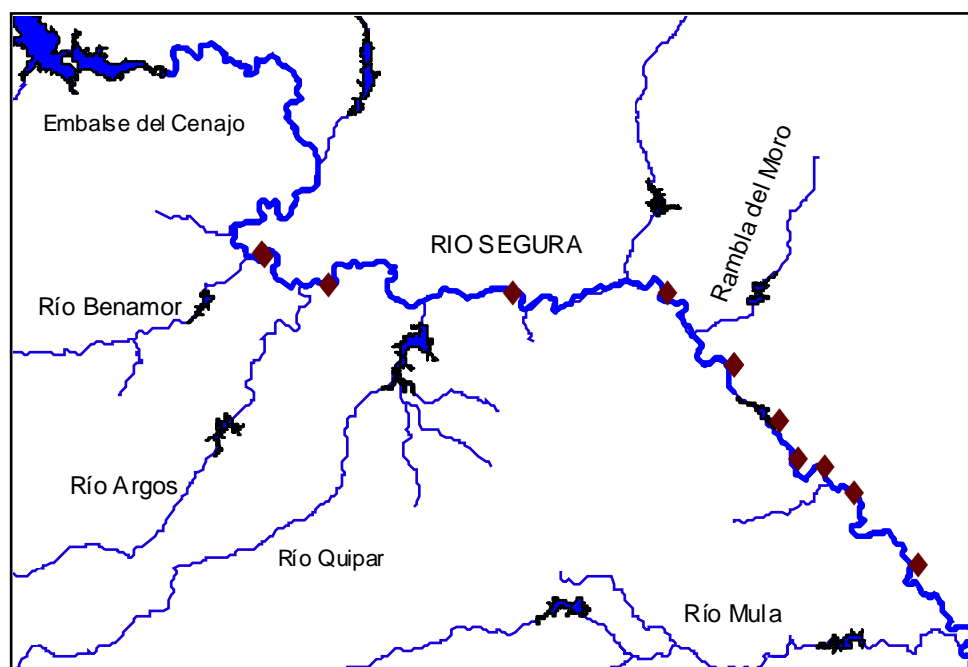 Embalse del Cenajo
RIO SEGURA
Rambla del Moro
Río Benamor
Río Argos
Río Quipar
Río Mula